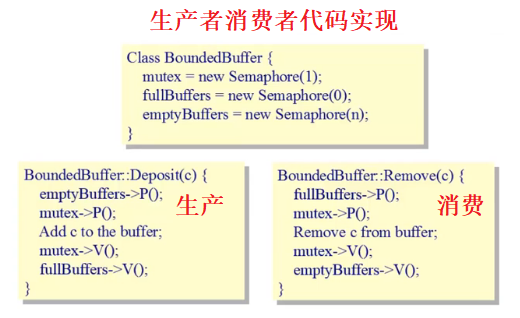 生产者消费者代码实现
Class BoundedBuffer {
mutex = new Semaphore(1);
fullBuffers = new Semaphore(0);
emptyBuffers = new Semaphore(n);
}
BoundedBuffer::Deposit(c) {
emptyBuffers->P();
mutex->P();
Add c to the buffer;
mutex->V();
fullBuffers->V();
}
生产
BoundedBuffer::Remove(c) {
fullBuffers->P();
mutex->P();
Remove c from buffer;
mutex->V();
emptyBuffers->V();
}
消费